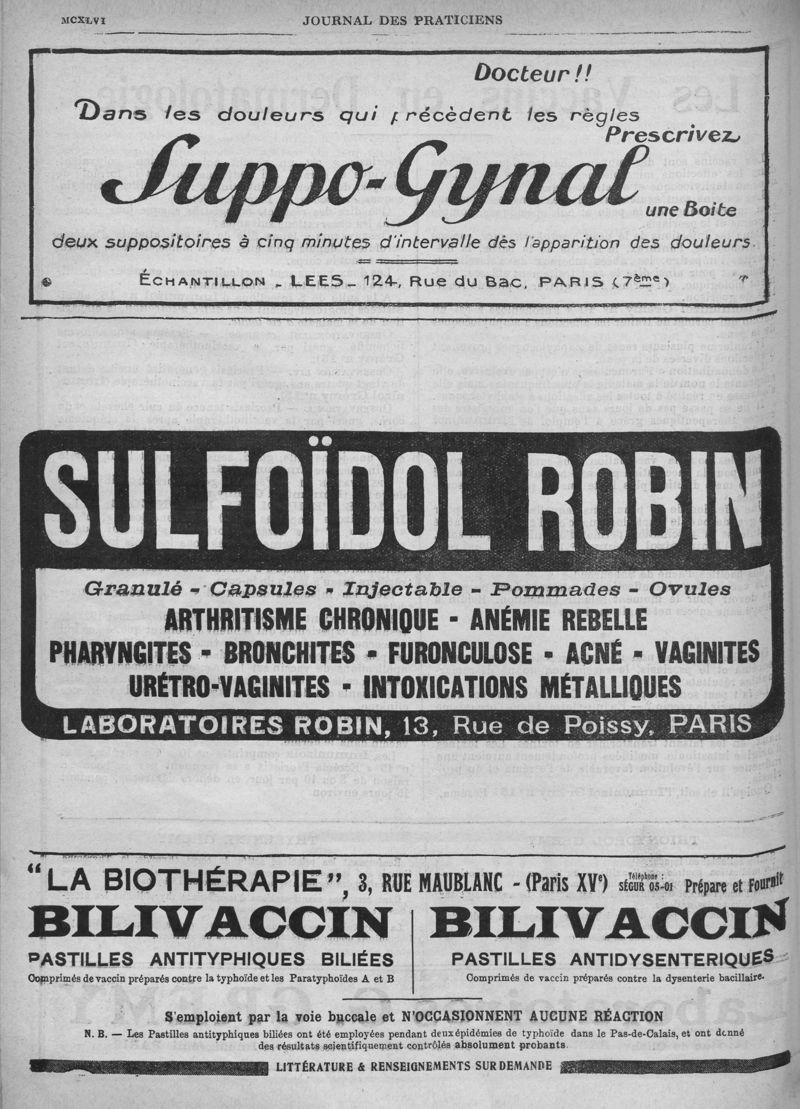 MCXLVI
JOURNAL DES PRATICIENS
Docteur !!
Dans les douleurs qui précèdent les règles
Prescrivez
Suppo-Gynal
une Boite
deux suppositoires à cinq minutes d'intervalle dès l'apparition des douleurs.
ÉCHANTILLON - LEES - 124, Rue du Bac, PARIS (7ème)
SULFOÏDOL ROBIN
Granulé - Capsules - Injectable - Pommades - Ovules
ARTHRITISME CHRONIQUE - ANÉMIE REBELLE
PHARYNGITES - BRONCHITES - FURONCULOSE - ACNÉ - VAGINITES
URÉTRO-VAGINITES - INTOXICATIONS MÉTALLIQUES
LABORATOIRES ROBIN, 13, Rue de Poissy, PARIS
"LA BIOTHÉRAPIE", 3, RUE MAUBLANC - (Paris XVe) Téléphone : SÉGUR 05-01 Prépare et Fournit
BILIVACCIN
PASTILLES ANTITYPHIQUES BILIÉES
Comprimés de vaccin préparés contre la typhoïde et les Paratyphoïdes A et B
BILIVACCIN
PASTILLES ANTIDYSENTERIQUES
Comprimés de vaccin préparés contre la dysenterie bacillaire.
S'emploient par la voie buccale et N'OCCASIONNENT AUCUNE RÉACTION
N. B. — Les Pastilles antityphiques biliées ont été employées pendant deux épidémies de typhoïde dans le Pas-de-Calais, et ont denné
des résultats scientifiquement contrôlés absolument probants.
LITTÉRATURE & RENSEIGNEMENTS SUR DEMANDE